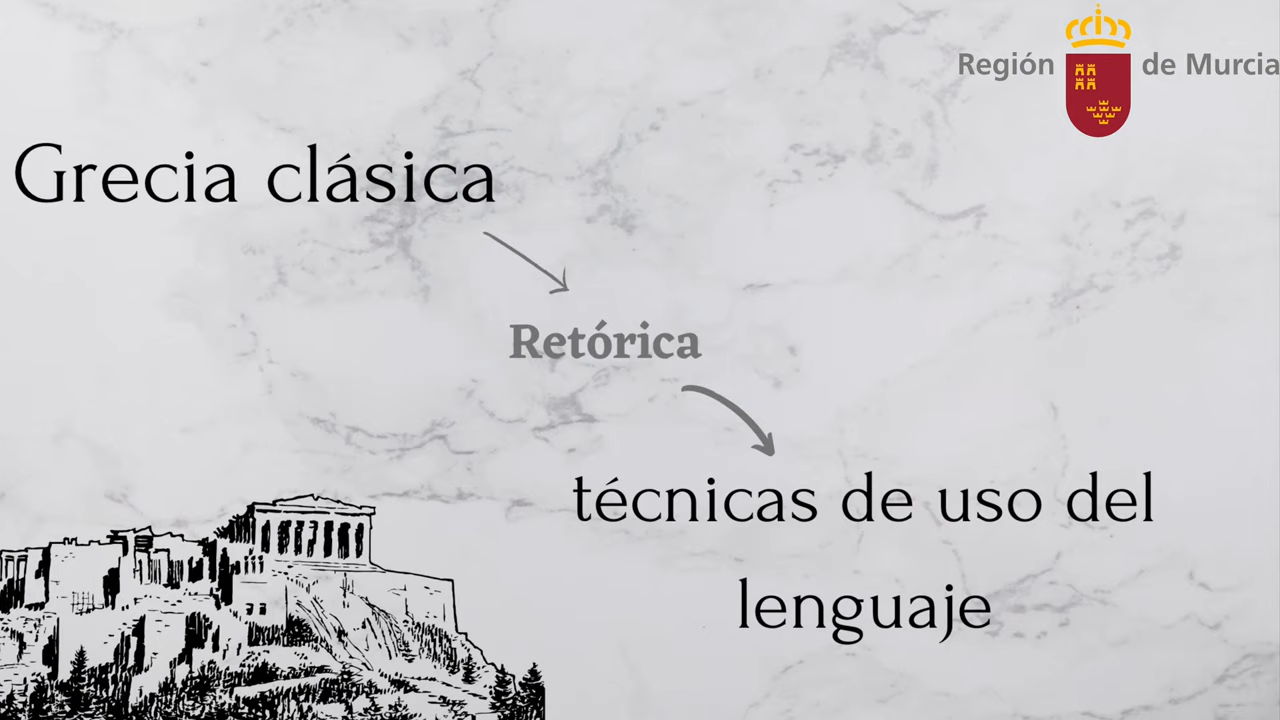 Región de Murcia
Grecia clásica
Retórica
técnicas de uso del
lenguaje